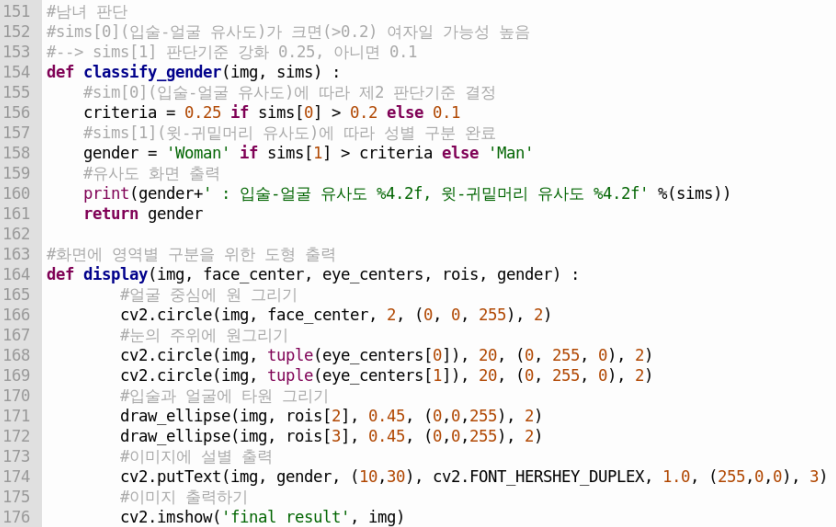 151 #남녀 판단
152 #sims[0](입술-얼굴 유사도)가 크면(>0.2) 여자일 가능성 높음
153 #--> sims[1] 판단기준 강화 0.25, 아니면 0.1
154 def classify_gender(img, sims) :
155     #sim[0](입술-얼굴 유사도)에 따라 제2 판단기준 결정
156     criteria = 0.25 if sims[0] > 0.2 else 0.1
157     #sims[1](윗-귀밑머리 유사도)에 따라 성별 구분 완료
158     gender = 'Woman' if sims[1] > criteria else 'Man'
159     #유사도 화면 출력
160     print(gender+' : 입술-얼굴 유사도 %4.2f, 윗-귀밑머리 유사도 %4.2f' %(sims))
161     return gender
162
163 #화면에 영역별 구분을 위한 도형 출력
164 def display(img, face_center, eye_centers, rois, gender) :
165         #얼굴 중심에 원 그리기
166         cv2.circle(img, face_center, 2, (0, 0, 255), 2)
167         #눈의 주위에 원그리기
168         cv2.circle(img, tuple(eye_centers[0]), 20, (0, 255, 0), 2)
169         cv2.circle(img, tuple(eye_centers[1]), 20, (0, 255, 0), 2)
170         #입술과 얼굴에 타원 그리기
171         draw_ellipse(img, rois[2], 0.45, (0,0,255), 2)
172         draw_ellipse(img, rois[3], 0.45, (0,0,255), 2)
173         #이미지에 설별 출력
174         cv2.putText(img, gender, (10,30), cv2.FONT_HERSHEY_DUPLEX, 1.0, (255,0,0), 3)
175         #이미지 출력하기
176         cv2.imshow('final result', img)